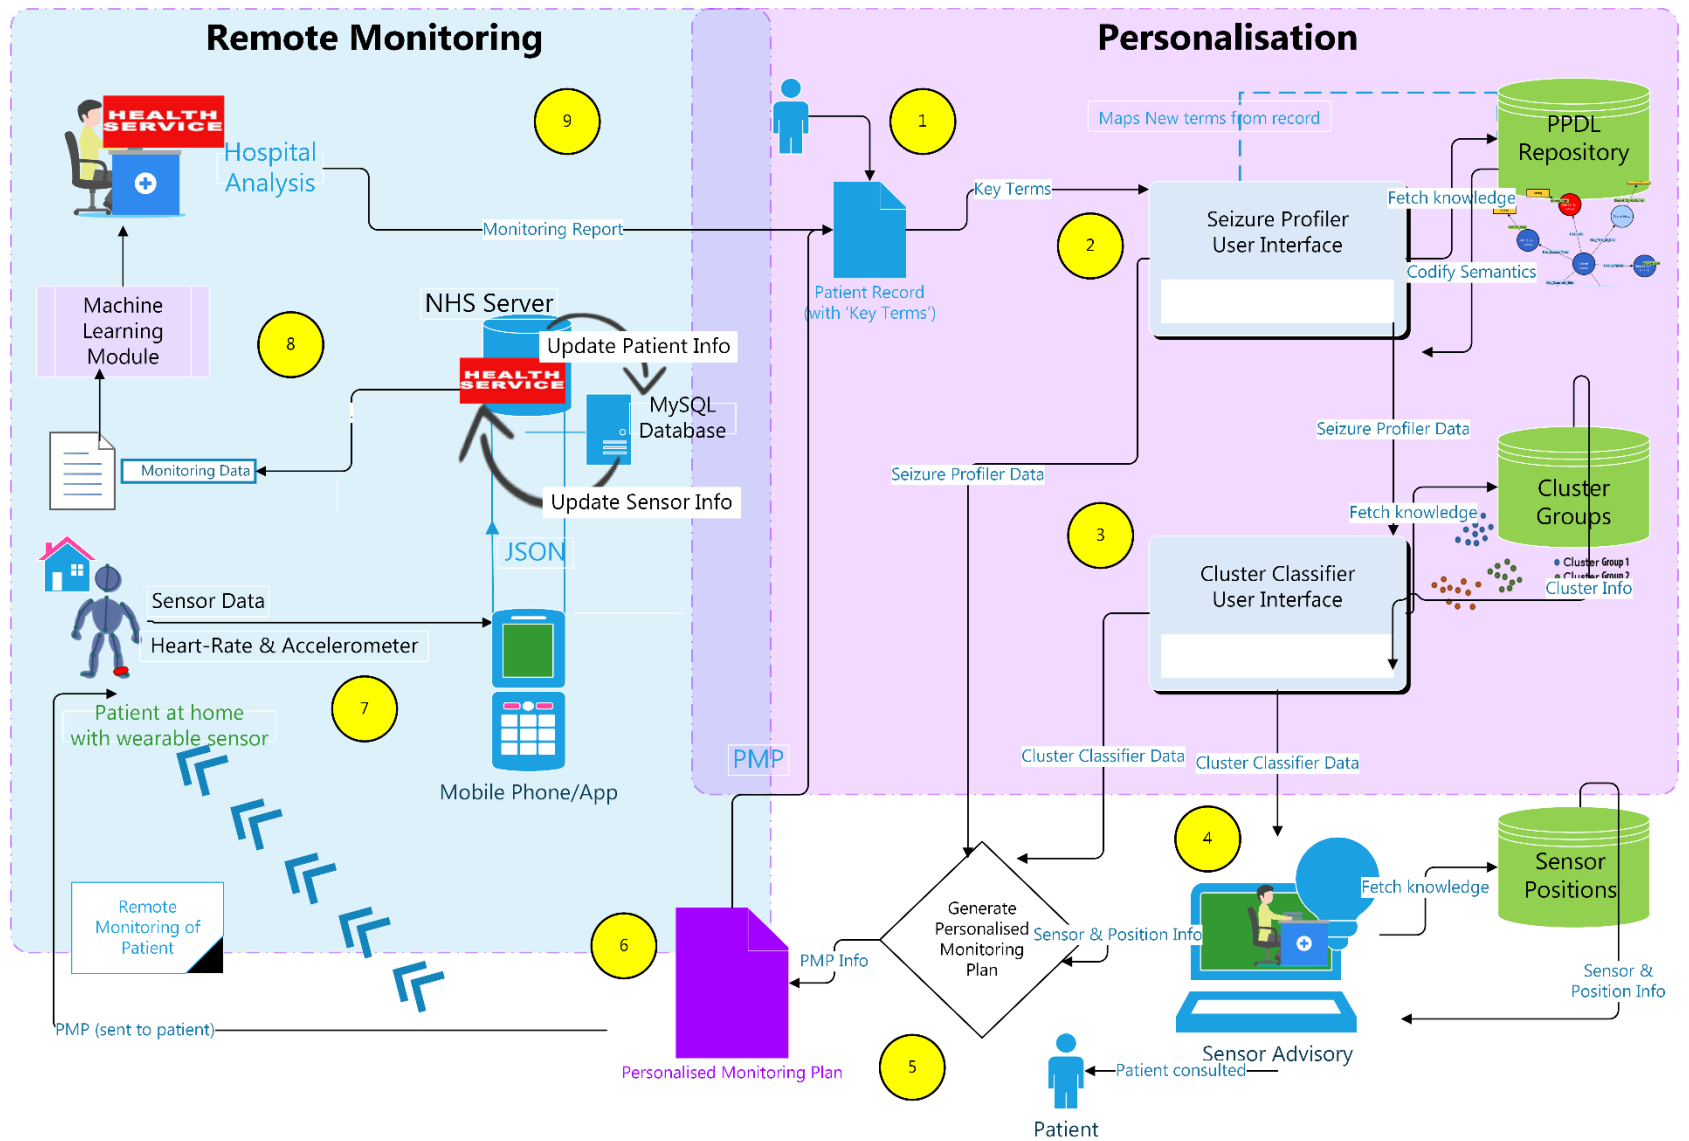 Remote Monitoring
Personalisation
HEALTH
SERVICE
Hospital
Analysis
9
1
Maps New terms from record
PPDL
Repository
Key Terms
Fetch knowledge
Monitoring Report
2
Seizure Profiler
User Interface
Codify Semantics
Patient Record
(with 'Key Terms')
Machine
Learning
Module
8
NHS Server
Update Patient Info
HEALTH
SERVICE
MySQL
Database
Monitoring Data
Update Sensor Info
Seizure Profiler Data
Seizure Profiler Data
Cluster
Groups
Fetch knowledge
3
JSON
Cluster Group 1
Cluster Group 2
Cluster Info
Cluster Classifier
User Interface
Sensor Data
Heart-Rate & Accelerometer
7
Patient at home
with wearable sensor
Mobile Phone/App
PMP
Cluster Classifier Data
Cluster Classifier Data
4
Sensor
Positions
Fetch knowledge
Remote
Monitoring of
Patient
6
PMP Info
Generate
Personalised
Monitoring
Plan
Sensor & Position Info
Sensor &
Position Info
PMP (sent to patient)
Personalised Monitoring Plan
5
Sensor Advisory
Patient consulted
Patient